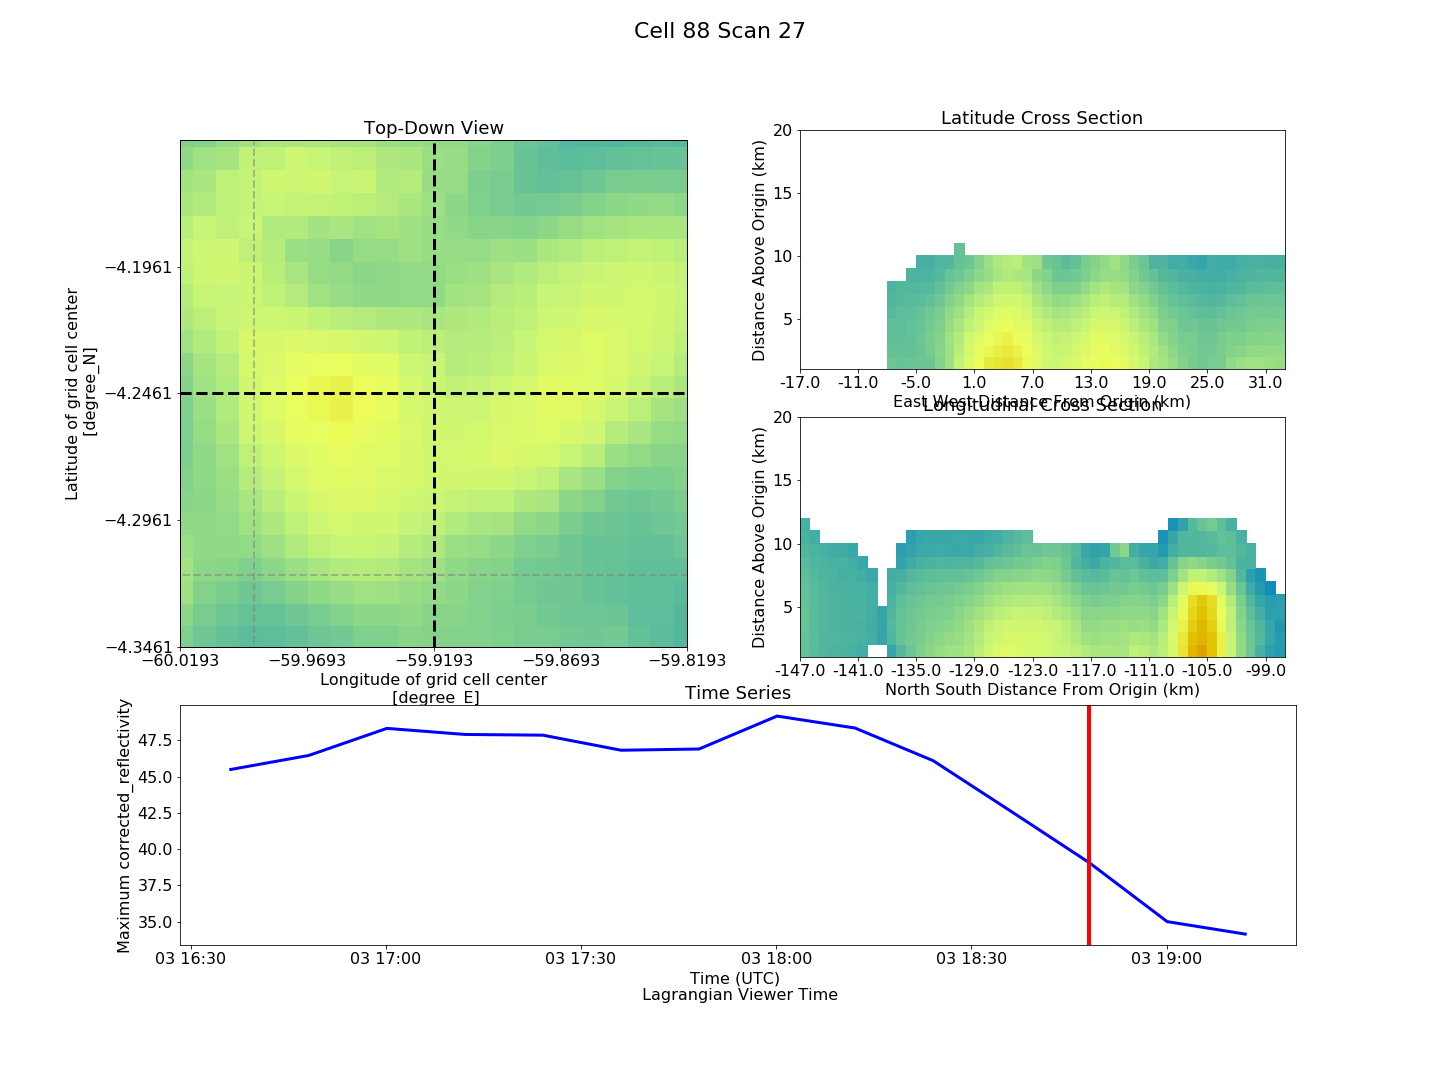 Cell 88 Scan 27
Top-Down View
Latitude of grid cell center
[degree_N]
−4.1961
−4.2461
−4.2961
−4.3461
−60.0193 −59.9693 −59.9193 −59.8693 −59.8193
Longitude of grid cell center
[degree_E]
Latitude Cross Section
Distance Above Origin (km)
20
15
10
5
-17.0 -11.0 -5.0 1.0 7.0 13.0 19.0 25.0 31.0
East West Distance From Origin (km)
Longitudinal Cross Section
Distance Above Origin (km)
20
15
10
5
-147.0 -141.0 -135.0 -129.0 -123.0 -117.0 -111.0 -105.0 -99.0
North South Distance From Origin (km)
Time Series
Maximum corrected_reflectivity
47.5
45.0
42.5
40.0
37.5
35.0
03 16:30 03 17:00 03 17:30 03 18:00 03 18:30 03 19:00
Time (UTC)
Lagrangian Viewer Time